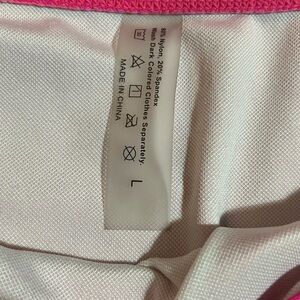 80% Nylon, 20% Spandex
Wash Dark Colored Clothes Separately.
MADE IN CHINA
L